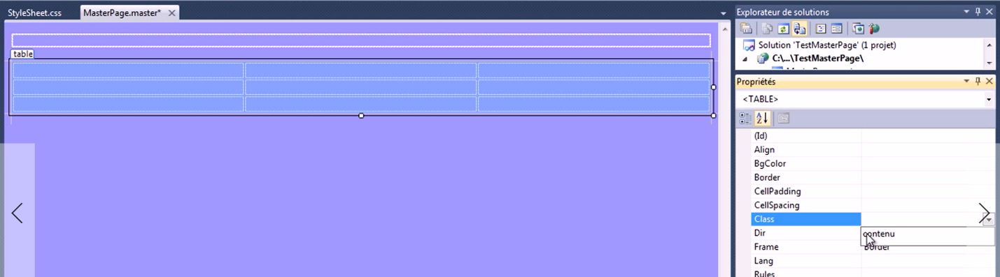 StyleSheet.css
MasterPage.master*
table
Explorateur de solutions
Solution 'TestMasterPage' (1 projet)
C:\...\TestMasterPage\
Propriétés
<TABLE>
(Id)
Align
BgColor
Border
CellPadding
CellSpacing
Class
Dir
contenu
Frame
Border
Lang
Rules